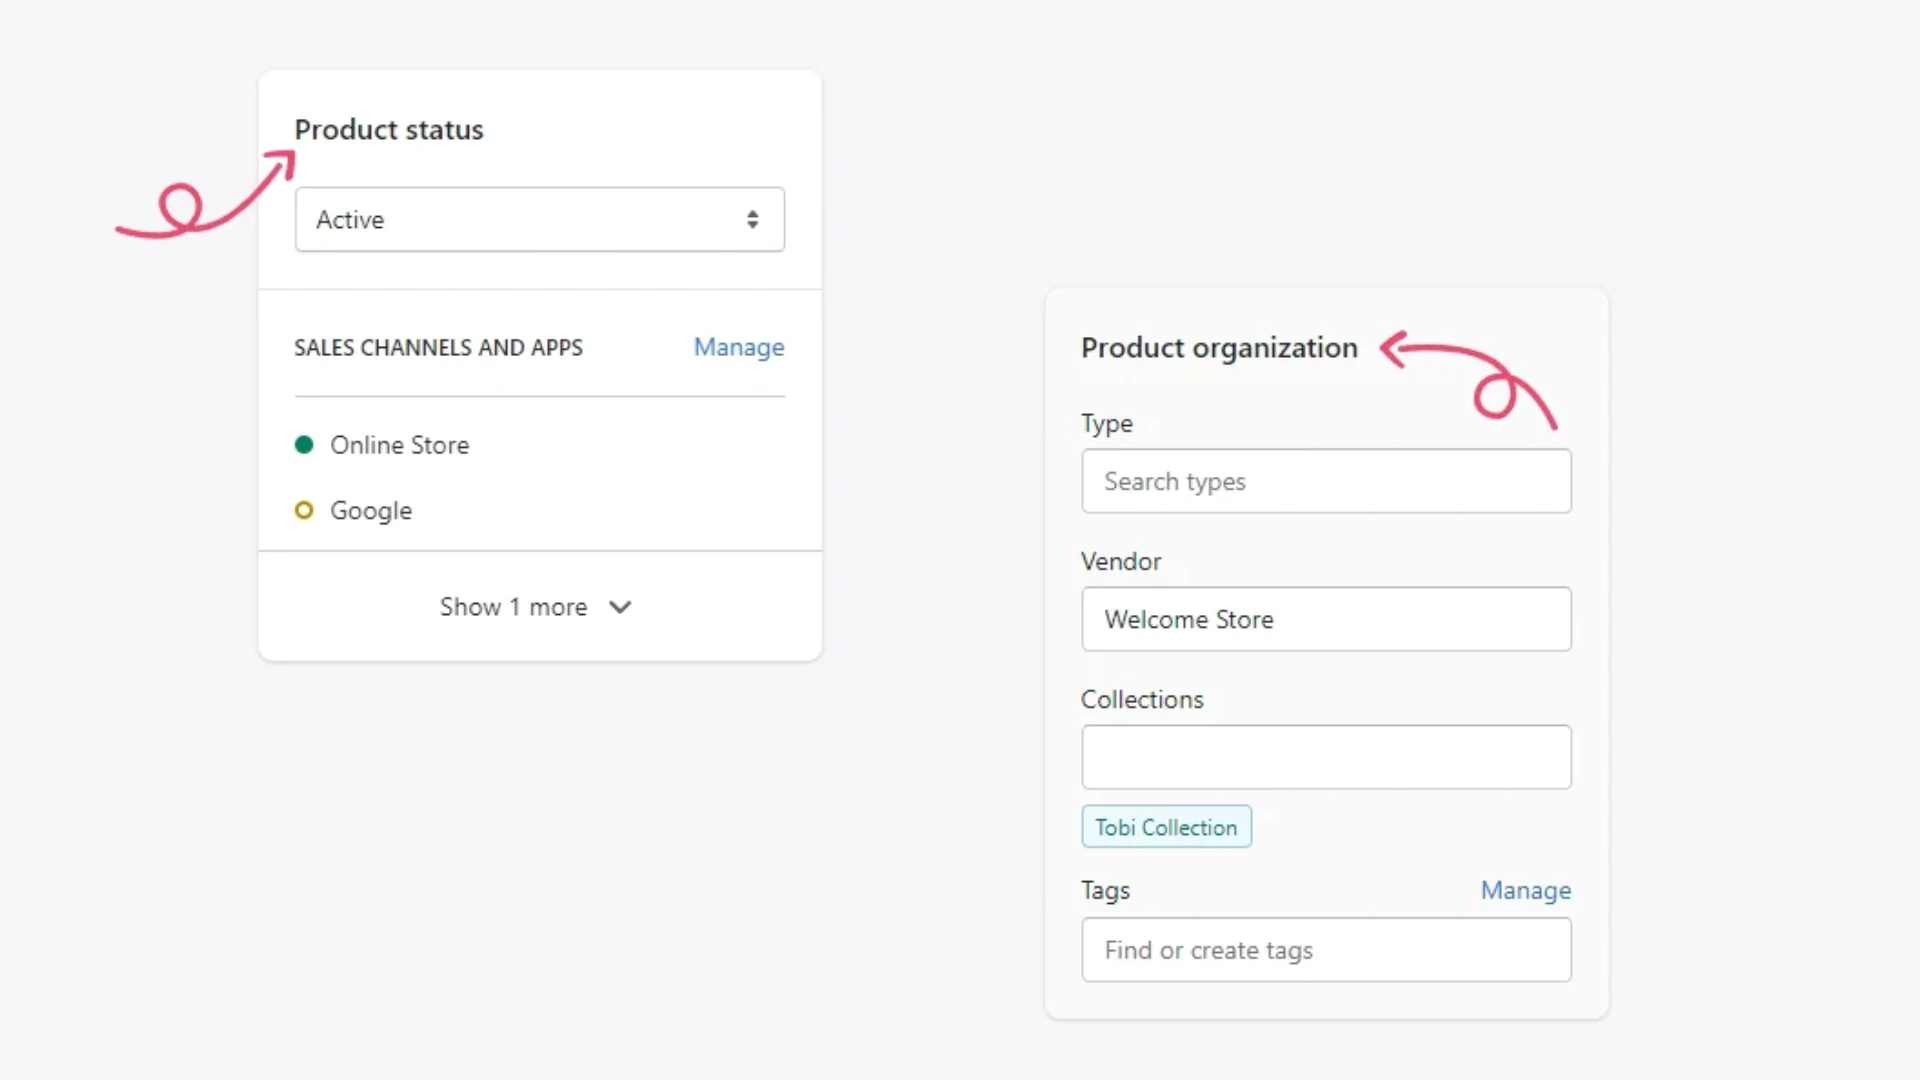 Product status
Active
SALES CHANNELS AND APPS Manage
Online Store
Google
Show 1 more
Product organization
Type
Search types
Vendor
Welcome Store
Collections
Tobi Collection
Tags Manage
Find or create tags